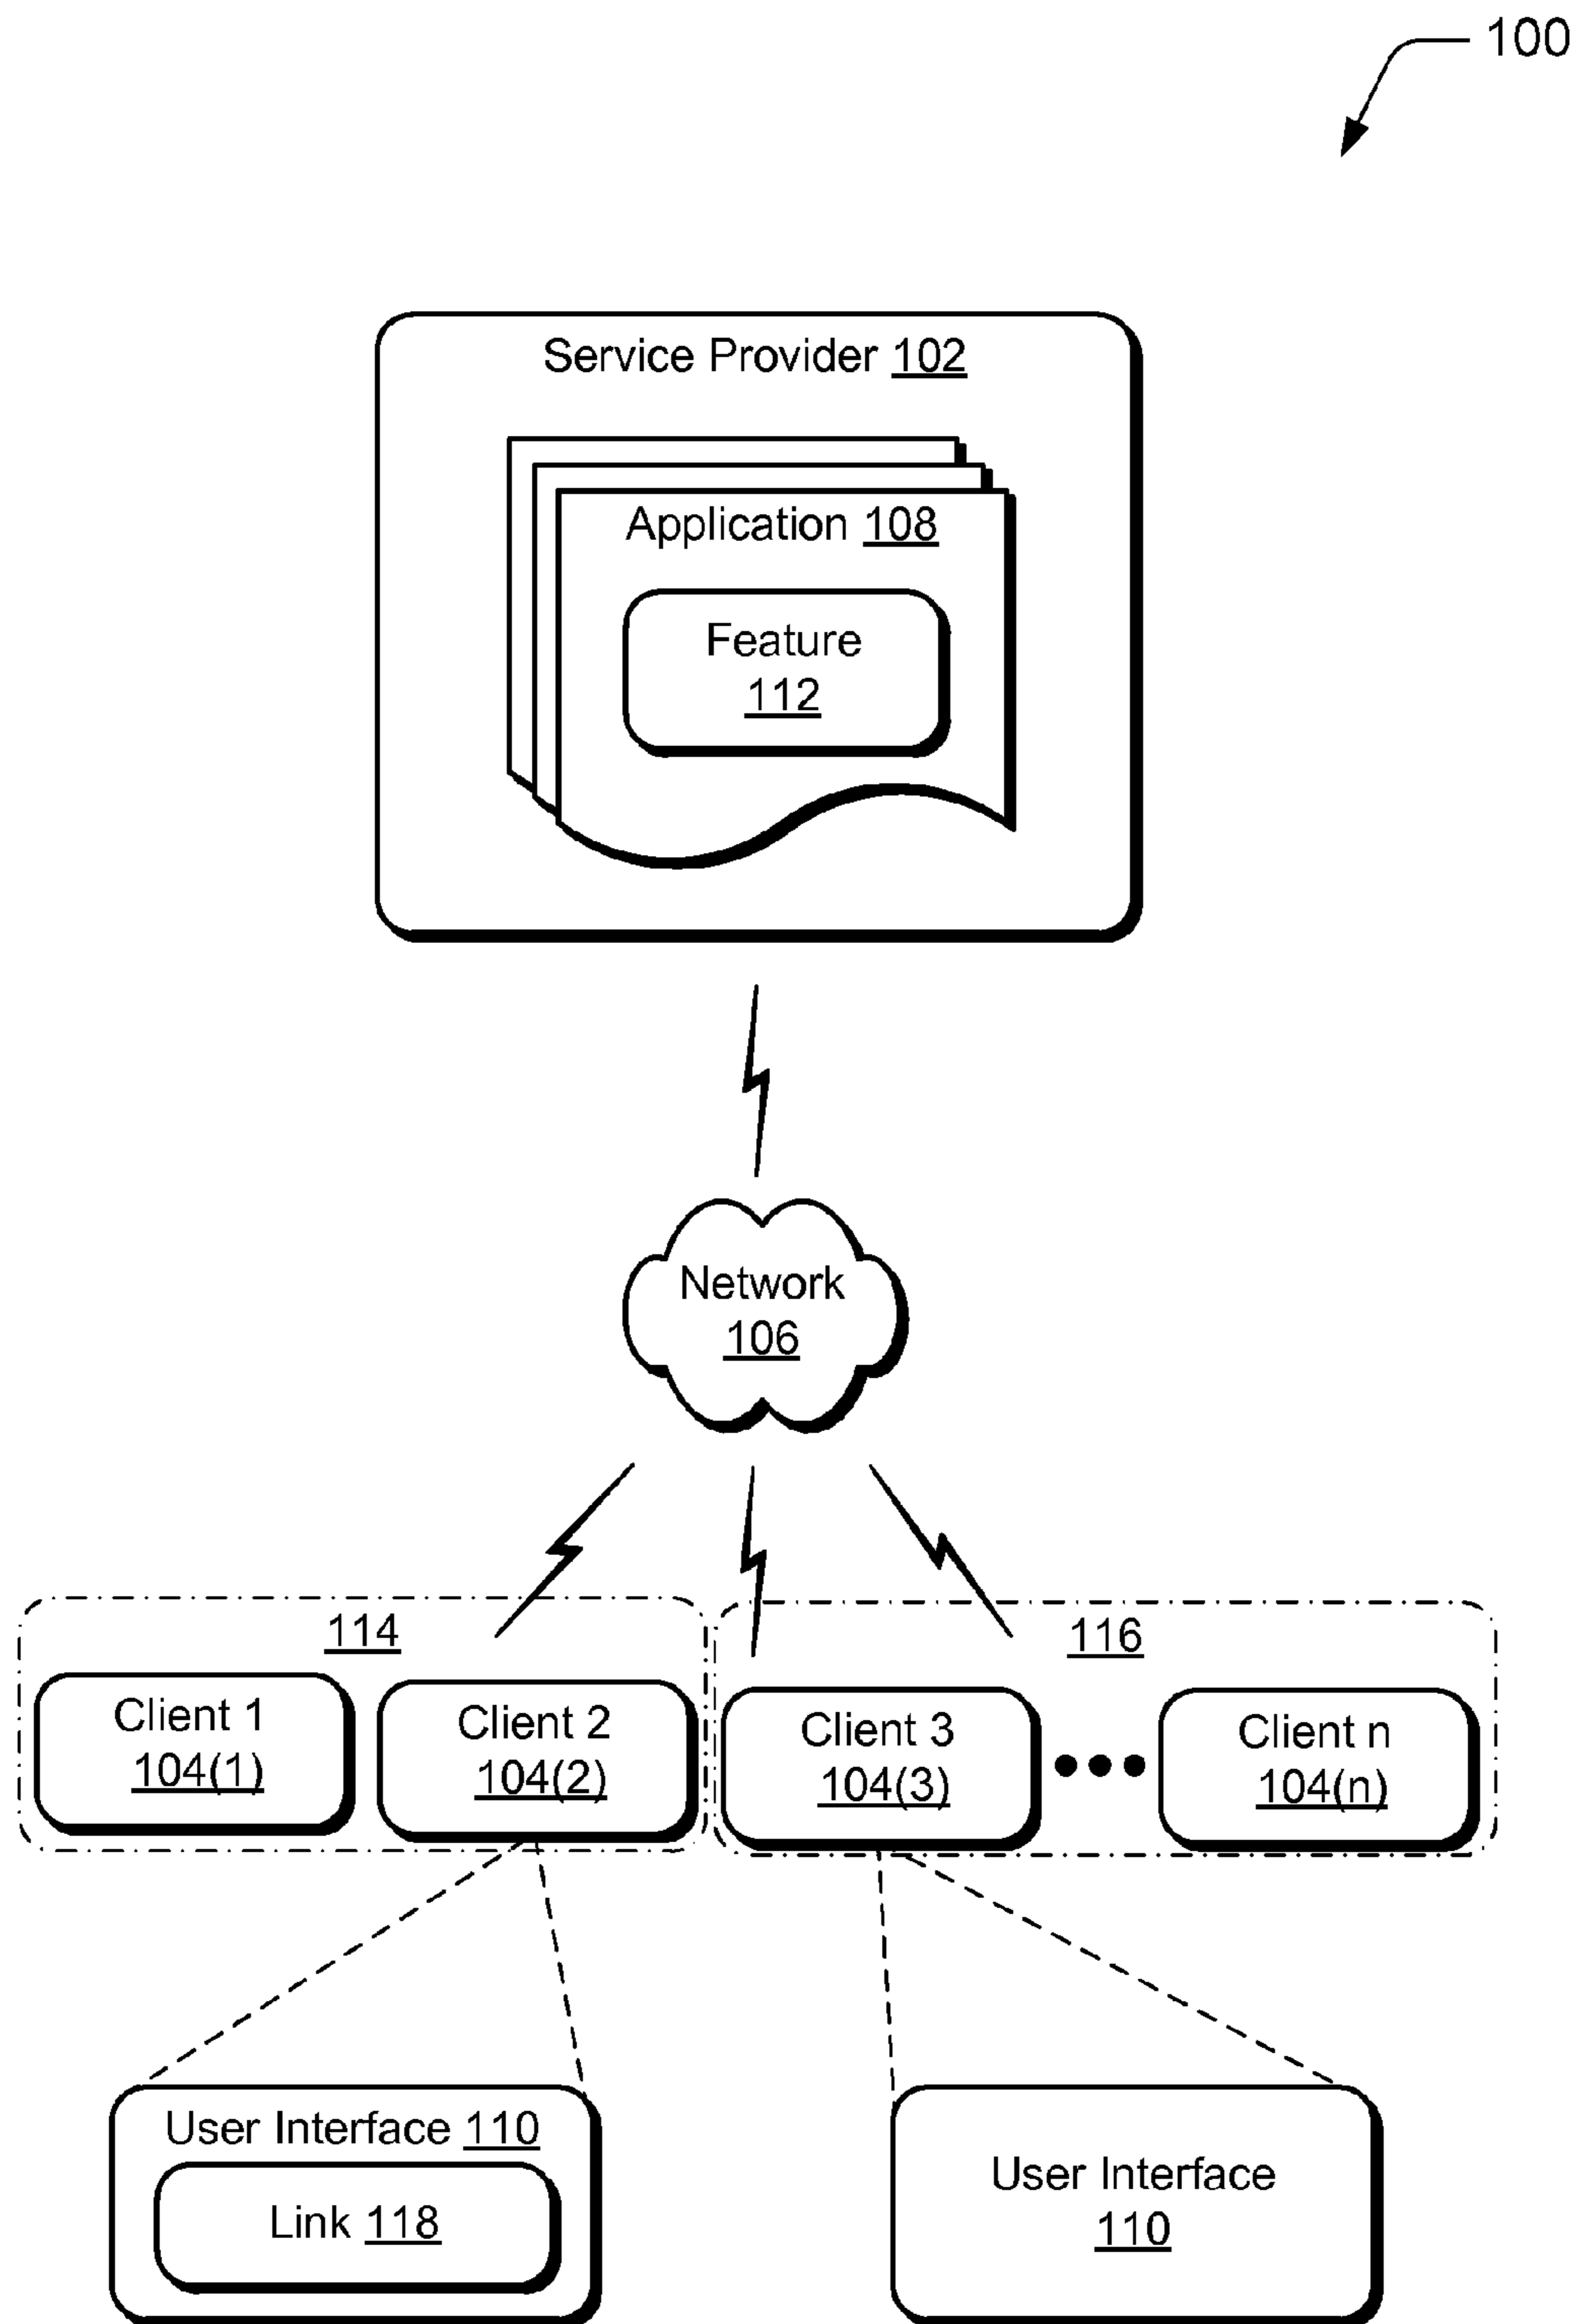 100
Service Provider 102
Application 108
Feature
112
Network
106
114
116
Client 1
104(1)
Client 2
104(2)
Client 3
104(3)
Client n
104(n)
User Interface 110
Link 118
User Interface
110